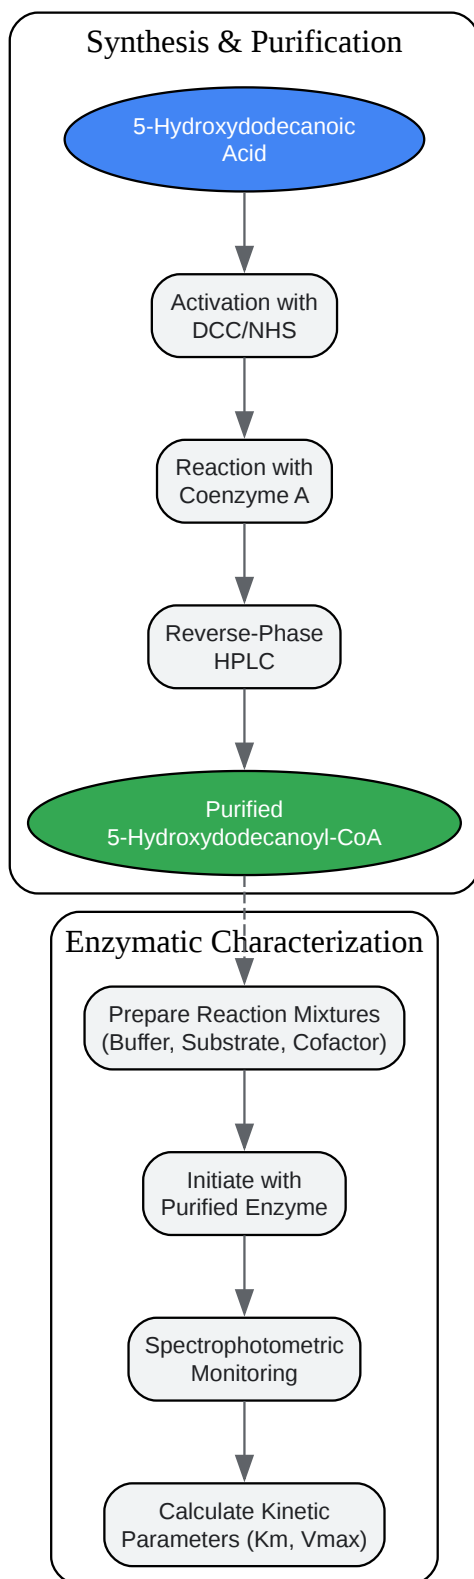 Synthesis & Purification
5-Hydroxydodecanoic
Acid
Activation with
DCC/NHS
Reaction with
Coenzyme A
Reverse-Phase
HPLC
Purified
5-Hydroxydodecanoyl-CoA
Enzymatic Characterization
Prepare Reaction Mixtures
(Buffer, Substrate, Cofactor)
Initiate with
Purified Enzyme
Spectrophotometric
Monitoring
Calculate Kinetic
Parameters (Km, Vmax)